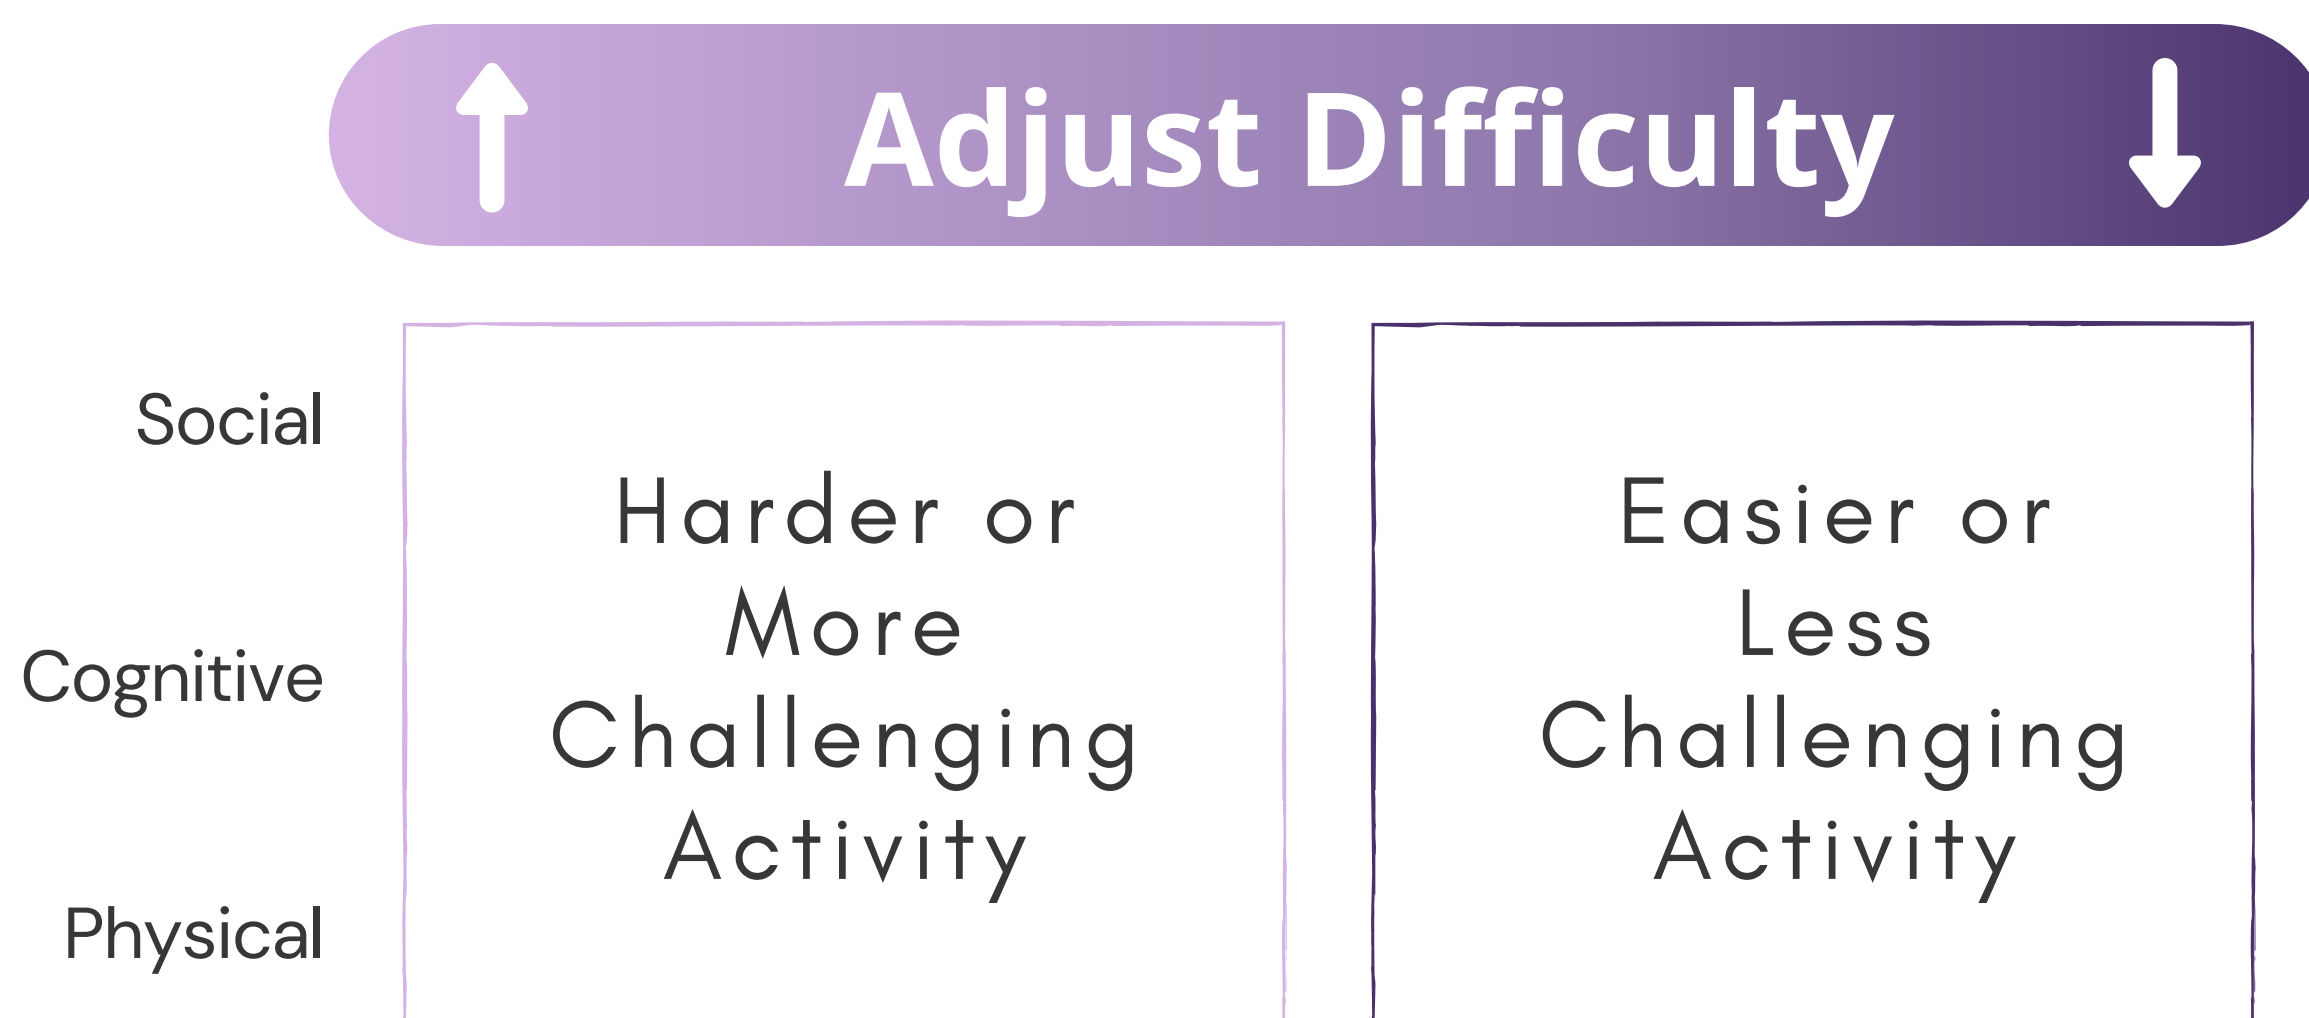 Adjust Difficulty
Social
Cognitive
Physical
Harder or
More
Challenging
Activity
Easier or
Less
Challenging
Activity